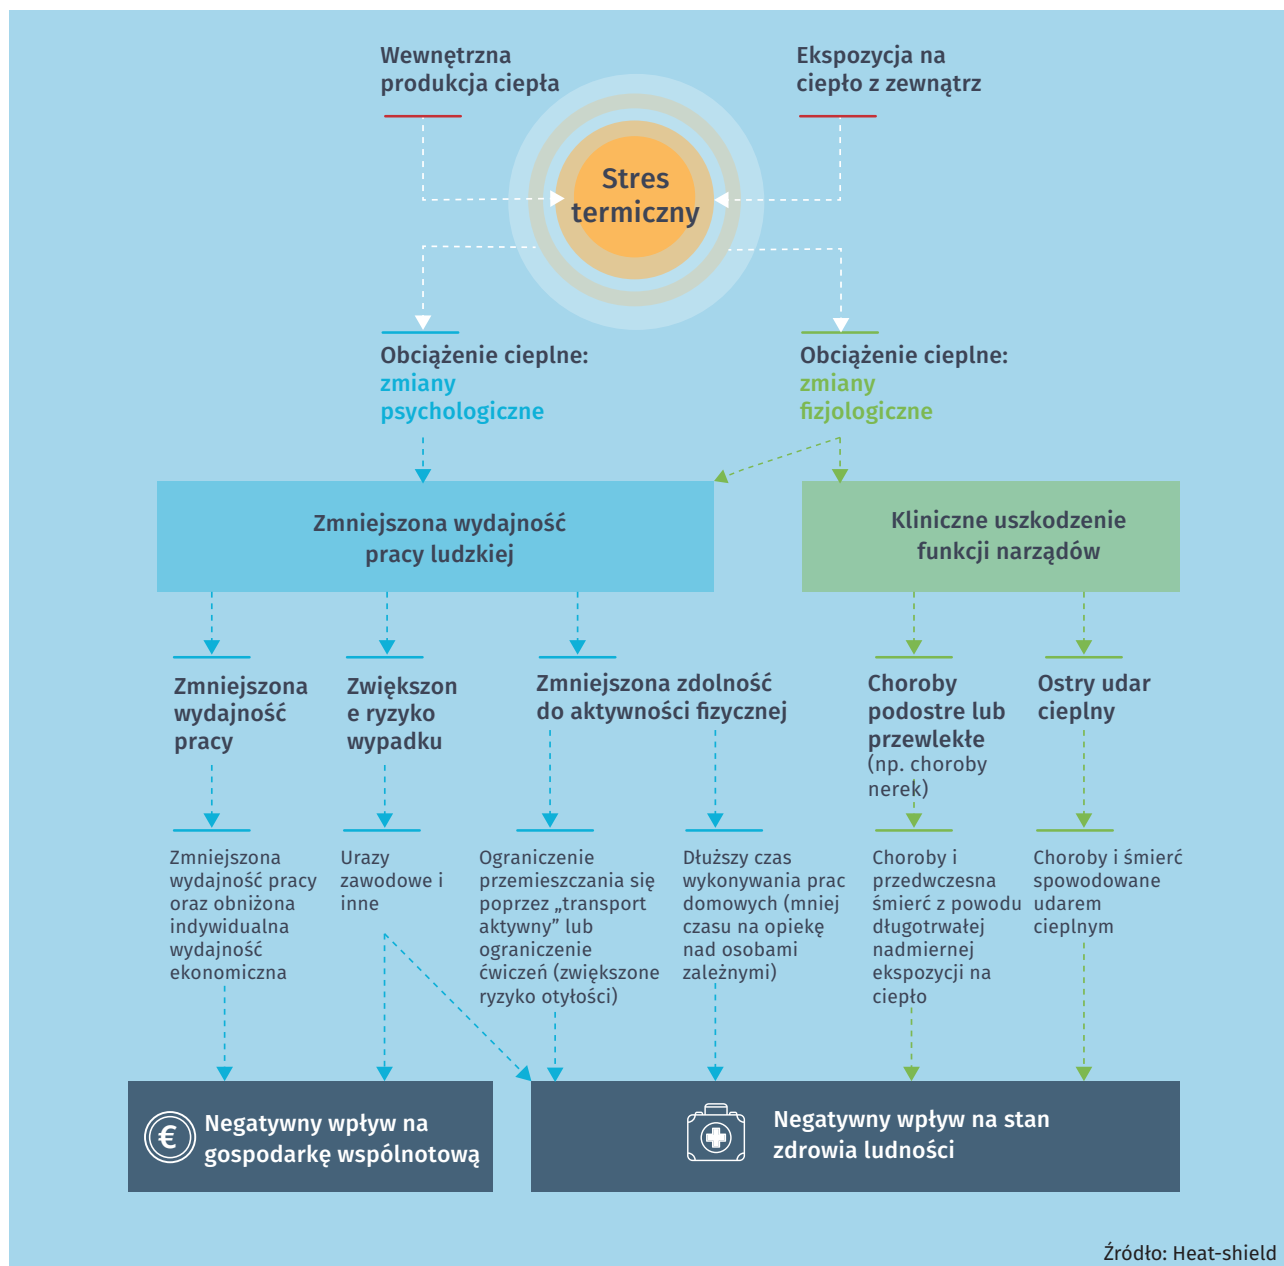 Wewnętrzna
produkcja ciepła
Ekspozycja na
ciepło z zewnątrz
Stres
termiczny
Obciążenie cieplne:
zmiany
psychologiczne
Obciążenie cieplne:
zmiany
fizjologiczne
Zmniejszona wydajność
pracy ludzkiej
Kliniczne uszkodzenie
funkcji narządów
Zmniejszona
wydajność
pracy
Zwiększon
e ryzyko
wypadku
Zmniejszona zdolność
do aktywności fizycznej
Choroby
podostre lub
przewlekłe
(np. choroby
nerek)
Ostry udar
cieplny
Zmniejszona
wydajność pracy
oraz obniżona
indywidualna
wydajność
ekonomiczna
Urazy
zawodowe i
inne
Ograniczenie
przemieszczania się
poprzez „transport
aktywny” lub
ograniczenie
ćwiczeń (zwiększone
ryzyko otyłości)
Dłuższy czas
wykonywania prac
domowych (mniej
czasu na opiekę
nad osobami
zależnymi)
Choroby i
przedwczesna
śmierć z powodu
długotrwałej
nadmiernej
ekspozycji na
ciepło
Choroby i śmierć
spowodowane
udarem
cieplnym
€
Negatywny wpływ na
gospodarkę wspólnotową
Negatywny wpływ na stan
zdrowia ludności
Źródło: Heat-shield